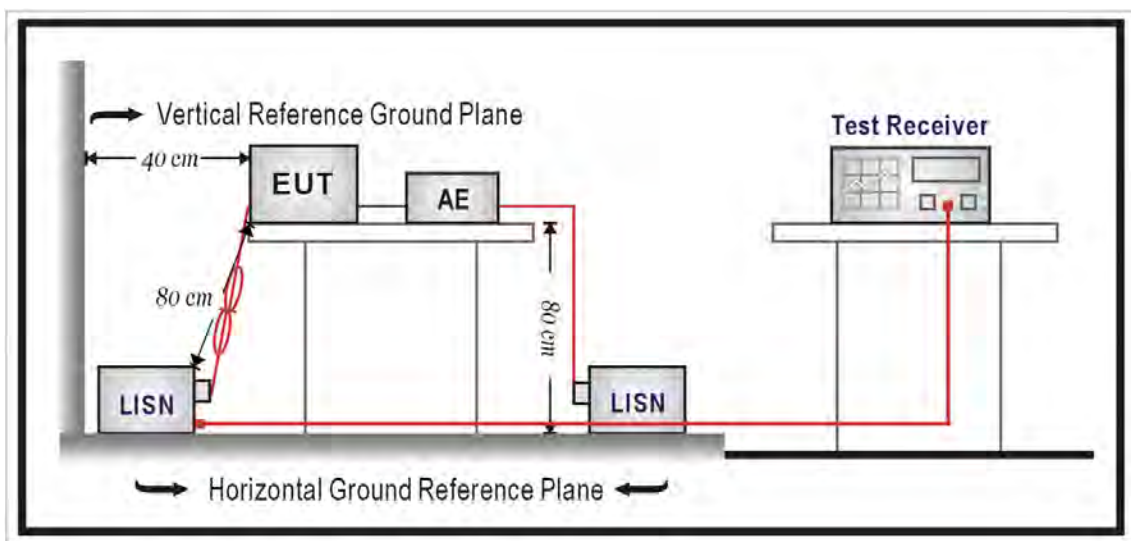 Vertical Reference Ground Plane
40 cm
EUT
AE
Test Receiver
80 cm
80 cm
LISN
LISN
Horizontal Ground Reference Plane